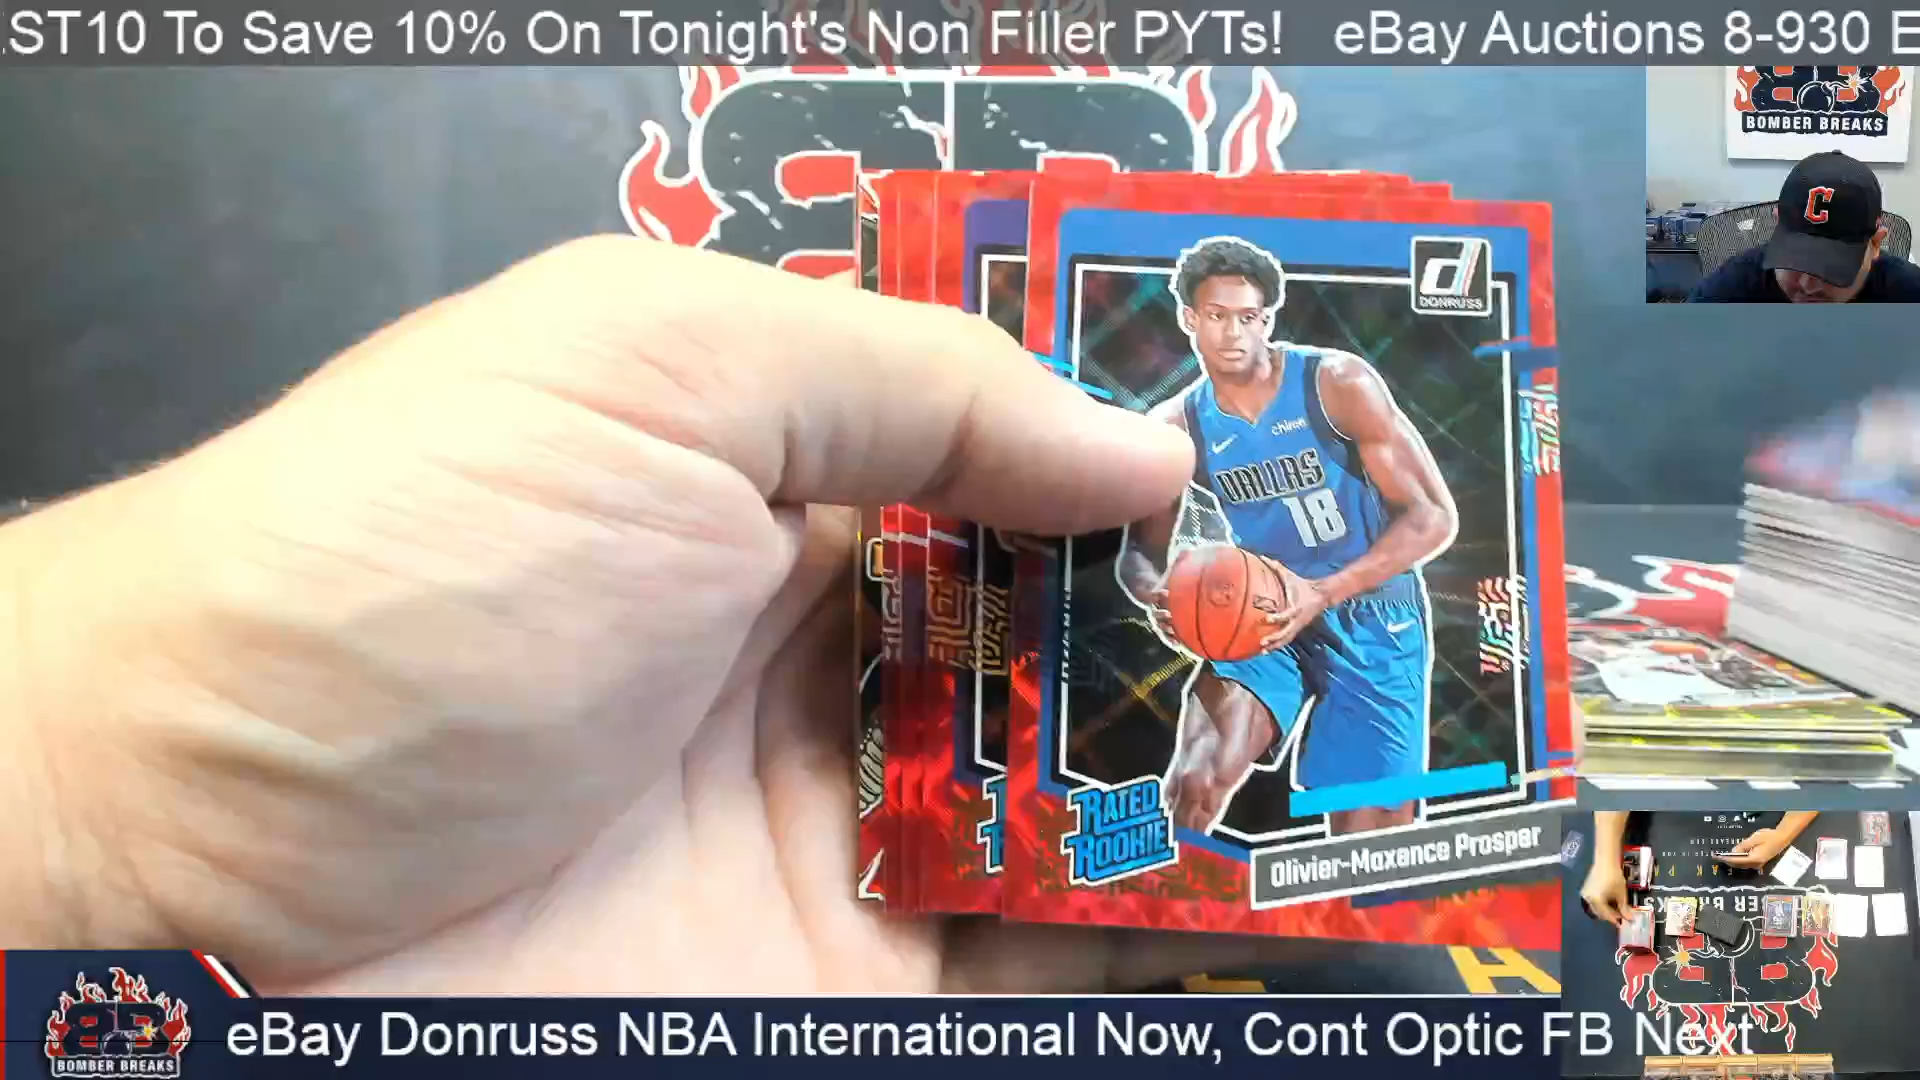 ST10 To Save 10% On Tonight's Non Filler PYTs! eBay Auctions 8-930 E
BOMBER BREAKS
C
DONRUSS
chime
DALLAS
18
RATED
ROOKIE
Olivier-Maxence Prosper
BOMBER BREAKS
eBay Donruss NBA International Now, Cont Optic FB Next